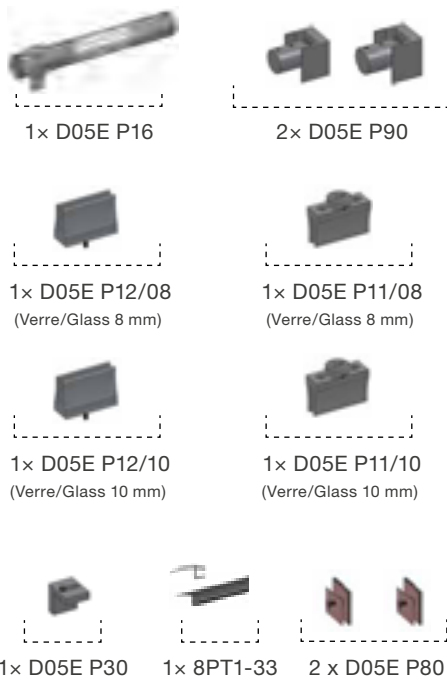 1× D05E P16
2× D05E P90
1× D05E P12/08
(Verre/Glass 8 mm)
1× D05E P11/08
(Verre/Glass 8 mm)
1× D05E P12/10
(Verre/Glass 10 mm)
1× D05E P11/10
(Verre/Glass 10 mm)
1× D05E P30
1× 8PT1-33
2 x D05E P80